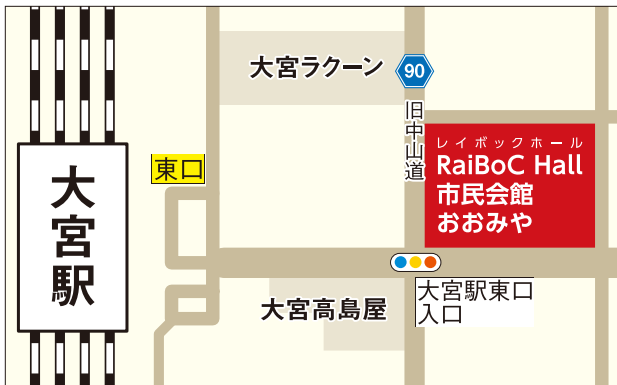 大宮ラクーン
90
旧中山道
レイボックホール
RaiBoC Hall
市民会館
おおみや
東口
大宮駅
大宮高島屋
大宮駅東口
入口